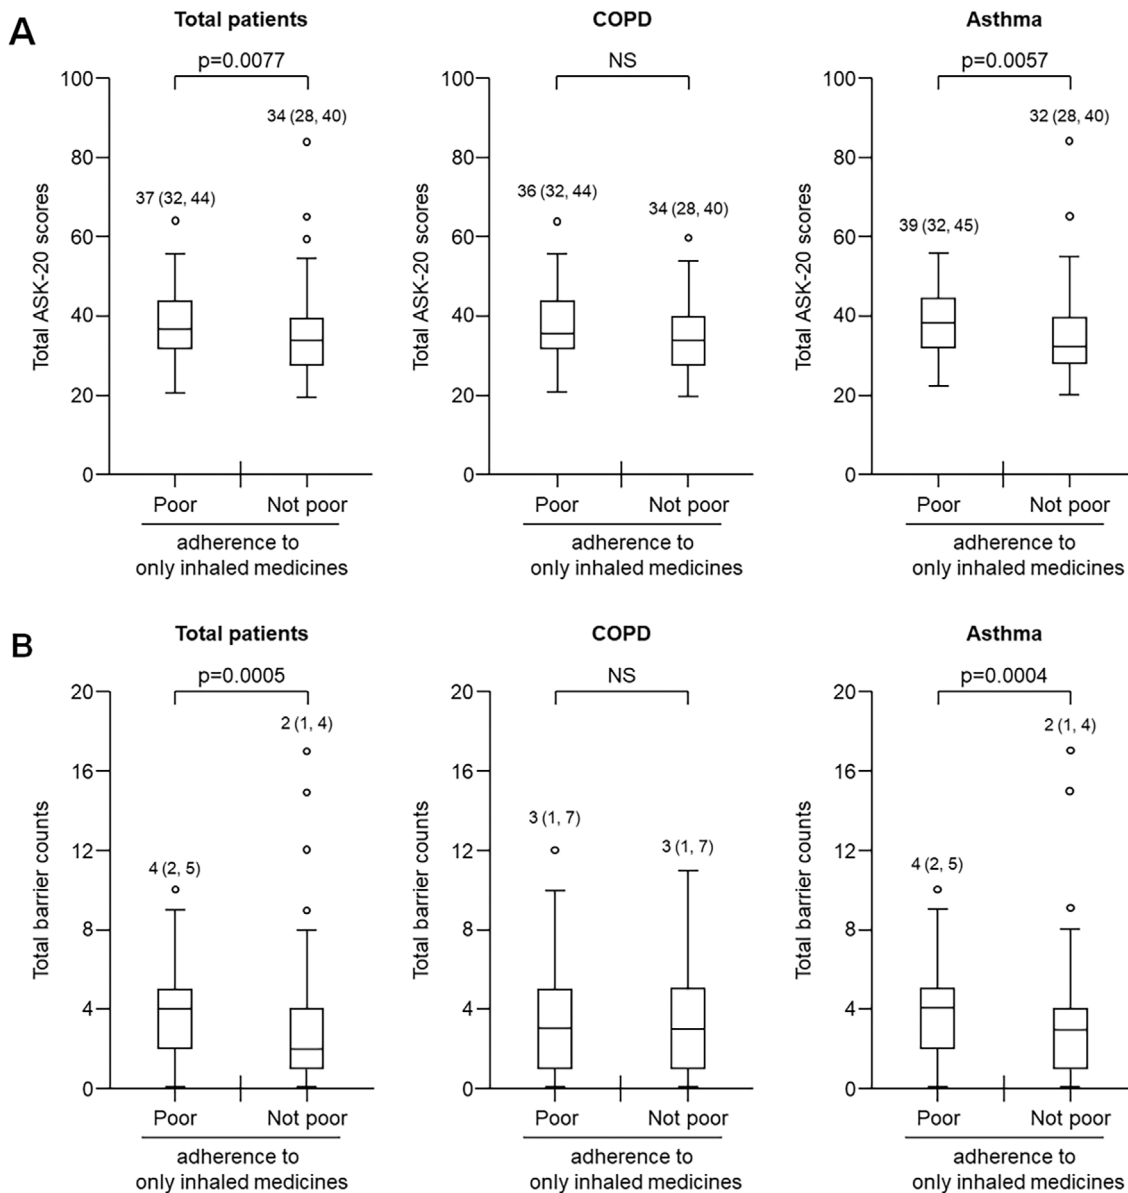 A
Total patients
COPD
Asthma
p=0.0077
NS
p=0.0057
Total ASK-20 scores
100
80
60
40
20
0
37 (32, 44)
34 (28, 40)
Poor
Not poor
adherence to
only inhaled medicines
Total ASK-20 scores
100
80
60
40
20
0
36 (32, 44)
34 (28, 40)
Poor
Not poor
adherence to
only inhaled medicines
Total ASK-20 scores
100
80
60
40
20
0
39 (32, 45)
32 (28, 40)
Poor
Not poor
adherence to
only inhaled medicines
B
Total patients
COPD
Asthma
p=0.0005
NS
p=0.0004
Total barrier counts
20
16
12
8
4
0
4 (2, 5)
2 (1, 4)
Poor
Not poor
adherence to
only inhaled medicines
Total barrier counts
20
16
12
8
4
0
3 (1, 7)
3 (1, 7)
Poor
Not poor
adherence to
only inhaled medicines
Total barrier counts
20
16
12
8
4
0
4 (2, 5)
2 (1, 4)
Poor
Not poor
adherence to
only inhaled medicines